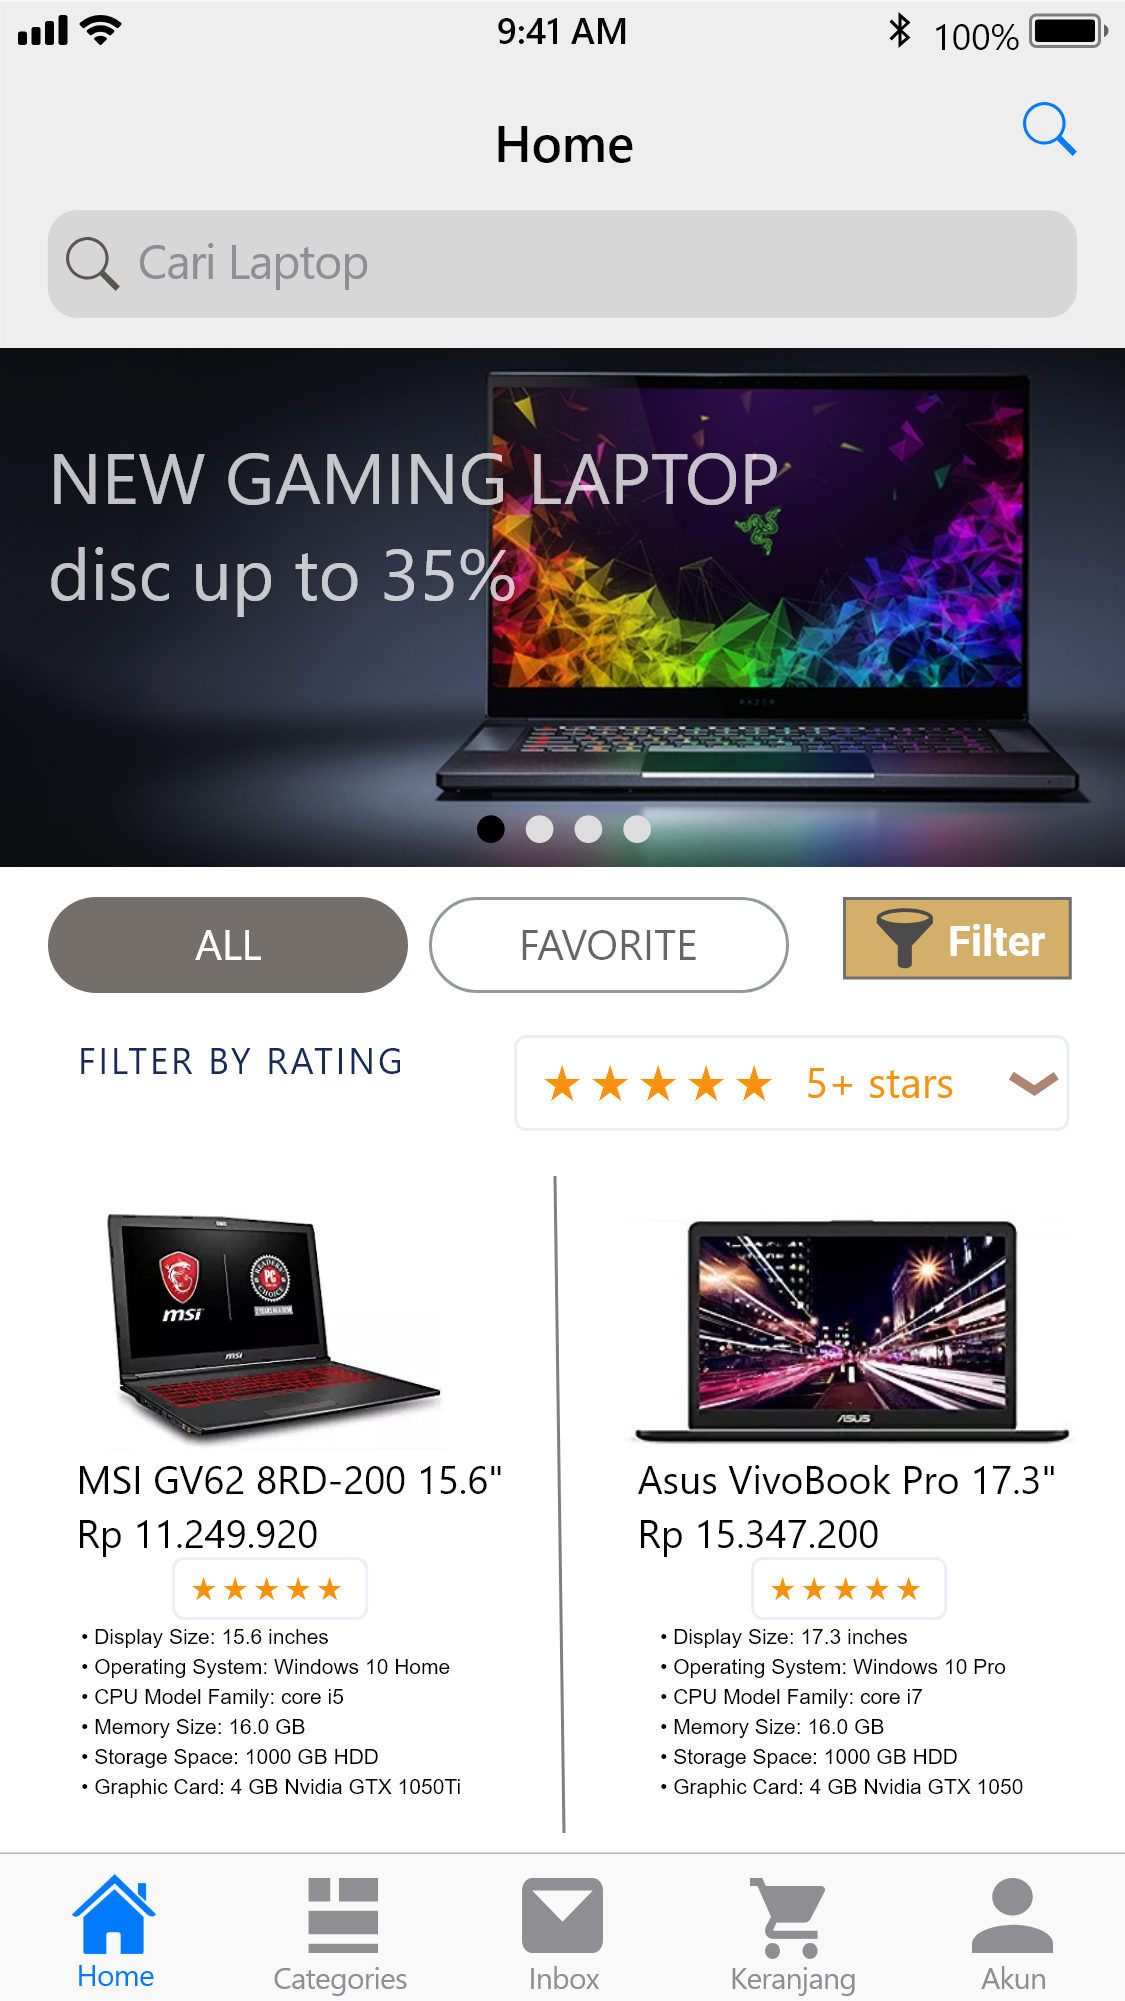 9:41 AM
100%
Home
Cari Laptop
NEW GAMING LAPTOP
disc up to 35%
RAZER
ALL
FAVORITE
Filter
FILTER BY RATING
5+ stars
msi
READERS' CHOICE
PC
msi
ASUS
MSI GV62 8RD-200 15.6"
Rp 11.249.920
• Display Size: 15.6 inches
• Operating System: Windows 10 Home
• CPU Model Family: core i5
• Memory Size: 16.0 GB
• Storage Space: 1000 GB HDD
• Graphic Card: 4 GB Nvidia GTX 1050Ti
Asus VivoBook Pro 17.3"
Rp 15.347.200
• Display Size: 17.3 inches
• Operating System: Windows 10 Pro
• CPU Model Family: core i7
• Memory Size: 16.0 GB
• Storage Space: 1000 GB HDD
• Graphic Card: 4 GB Nvidia GTX 1050
Home
Categories
Inbox
Keranjang
Akun